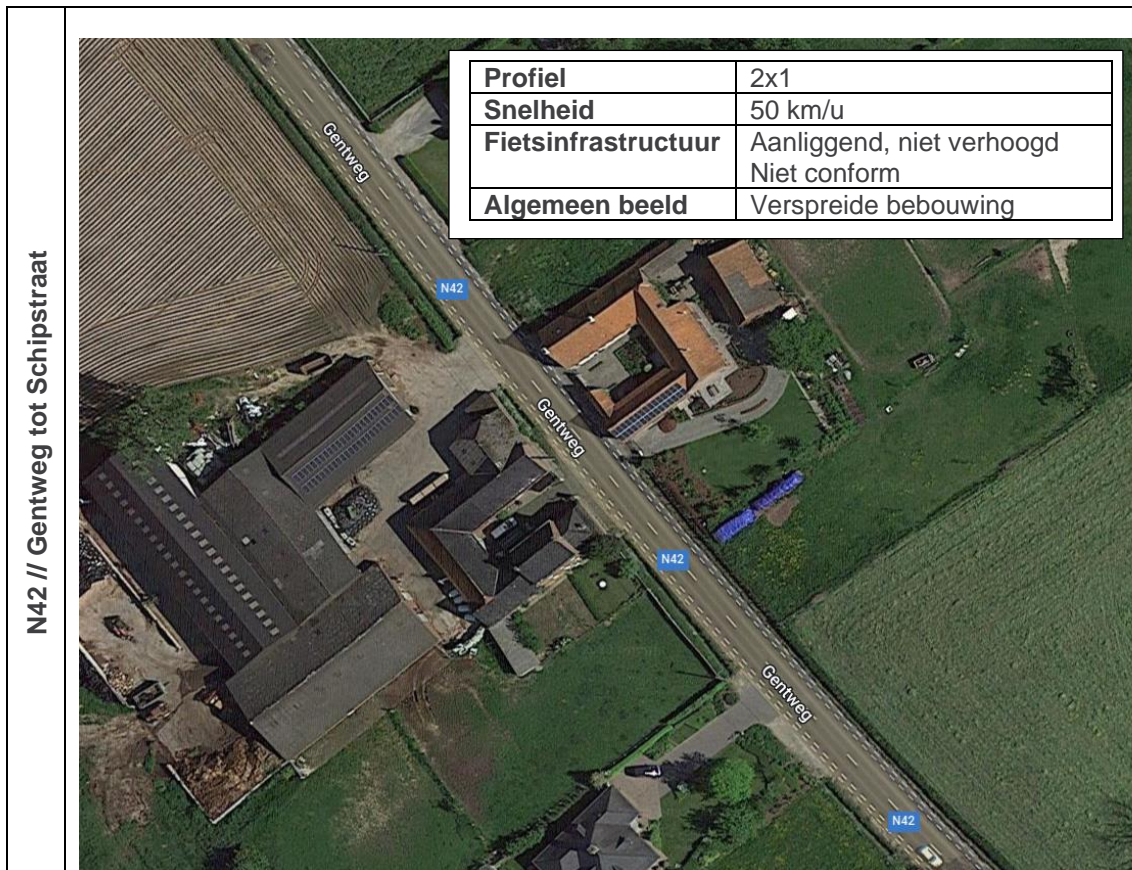 N42 // Gentweg tot Schipstraat
Profiel 2x1
Snelheid 50 km/u
Fietsinfrastructuur Aanliggend, niet verhoogd
Niet conform
Algemeen beeld Verspreide bebouwing
Gentweg
N42
Gentweg
N42
Gentweg
N42